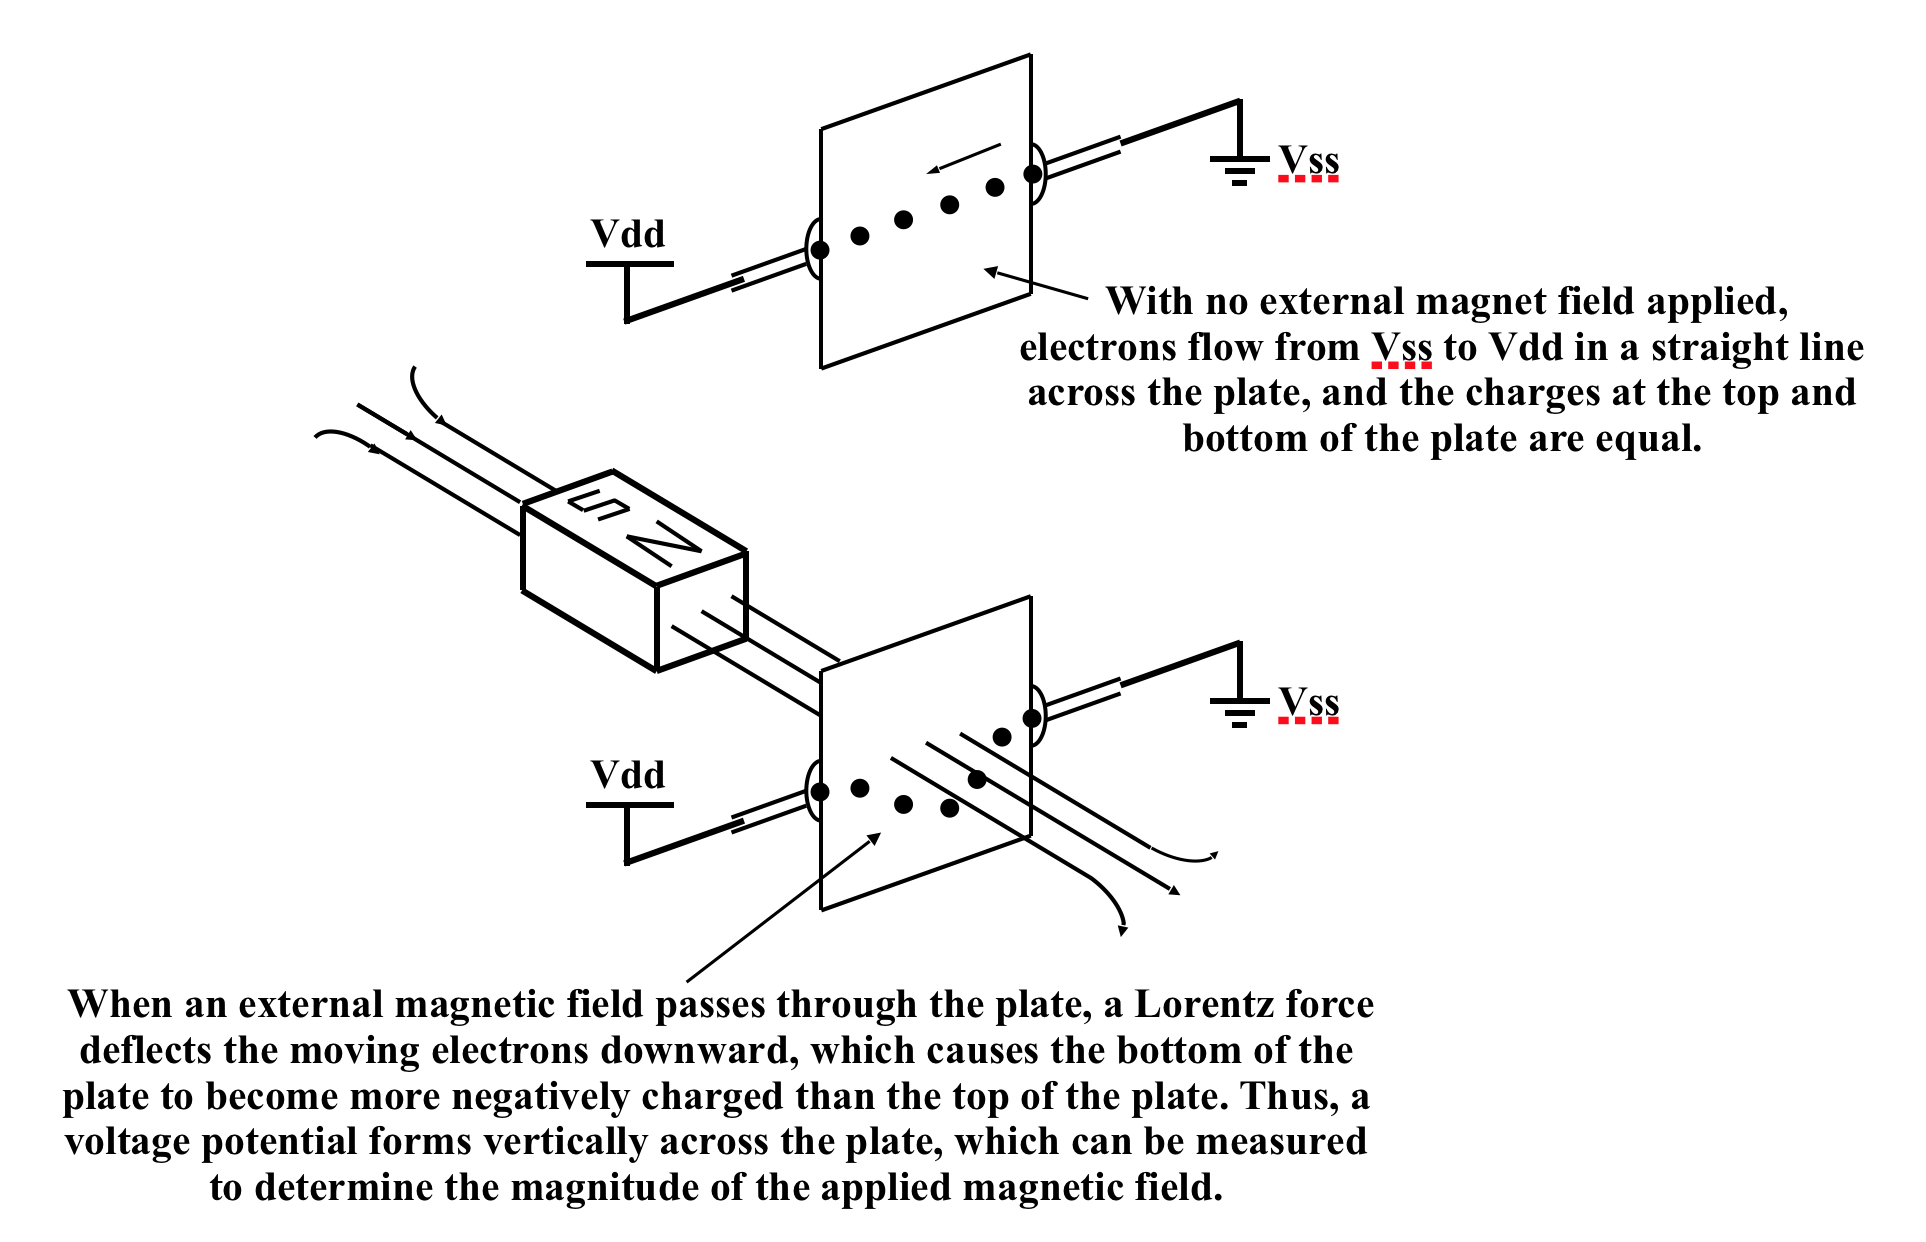 Vss
Vdd
With no external magnet field applied,
electrons flow from Vss to Vdd in a straight line
across the plate, and the charges at the top and
bottom of the plate are equal.
S
N
Vss
Vdd
When an external magnetic field passes through the plate, a Lorentz force
deflects the moving electrons downward, which causes the bottom of the
plate to become more negatively charged than the top of the plate. Thus, a
voltage potential forms vertically across the plate, which can be measured
to determine the magnitude of the applied magnetic field.